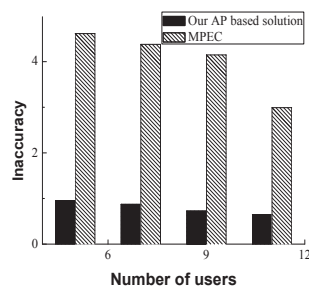 Our AP based solution
MPEC
4
2
0
Inaccuracy
6
9
12
Number of users